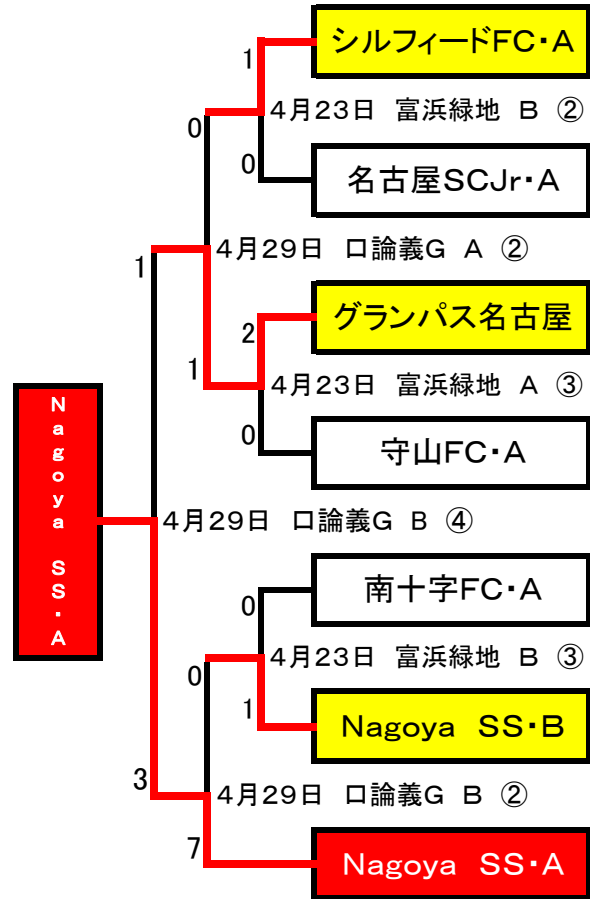 シルフィードFC・A
1
4月23日 富浜緑地 B ②
0
0
名古屋SCJr・A
4月29日 口論義G A ②
1
グランパス名古屋
2
1
4月23日 富浜緑地 A ③
0
守山FC・A
Nagoya SS・A
4月29日 口論義G B ④
南十字FC・A
0
4月23日 富浜緑地 B ③
0
1
Nagoya SS・B
3
4月29日 口論義G B ②
7
Nagoya SS・A